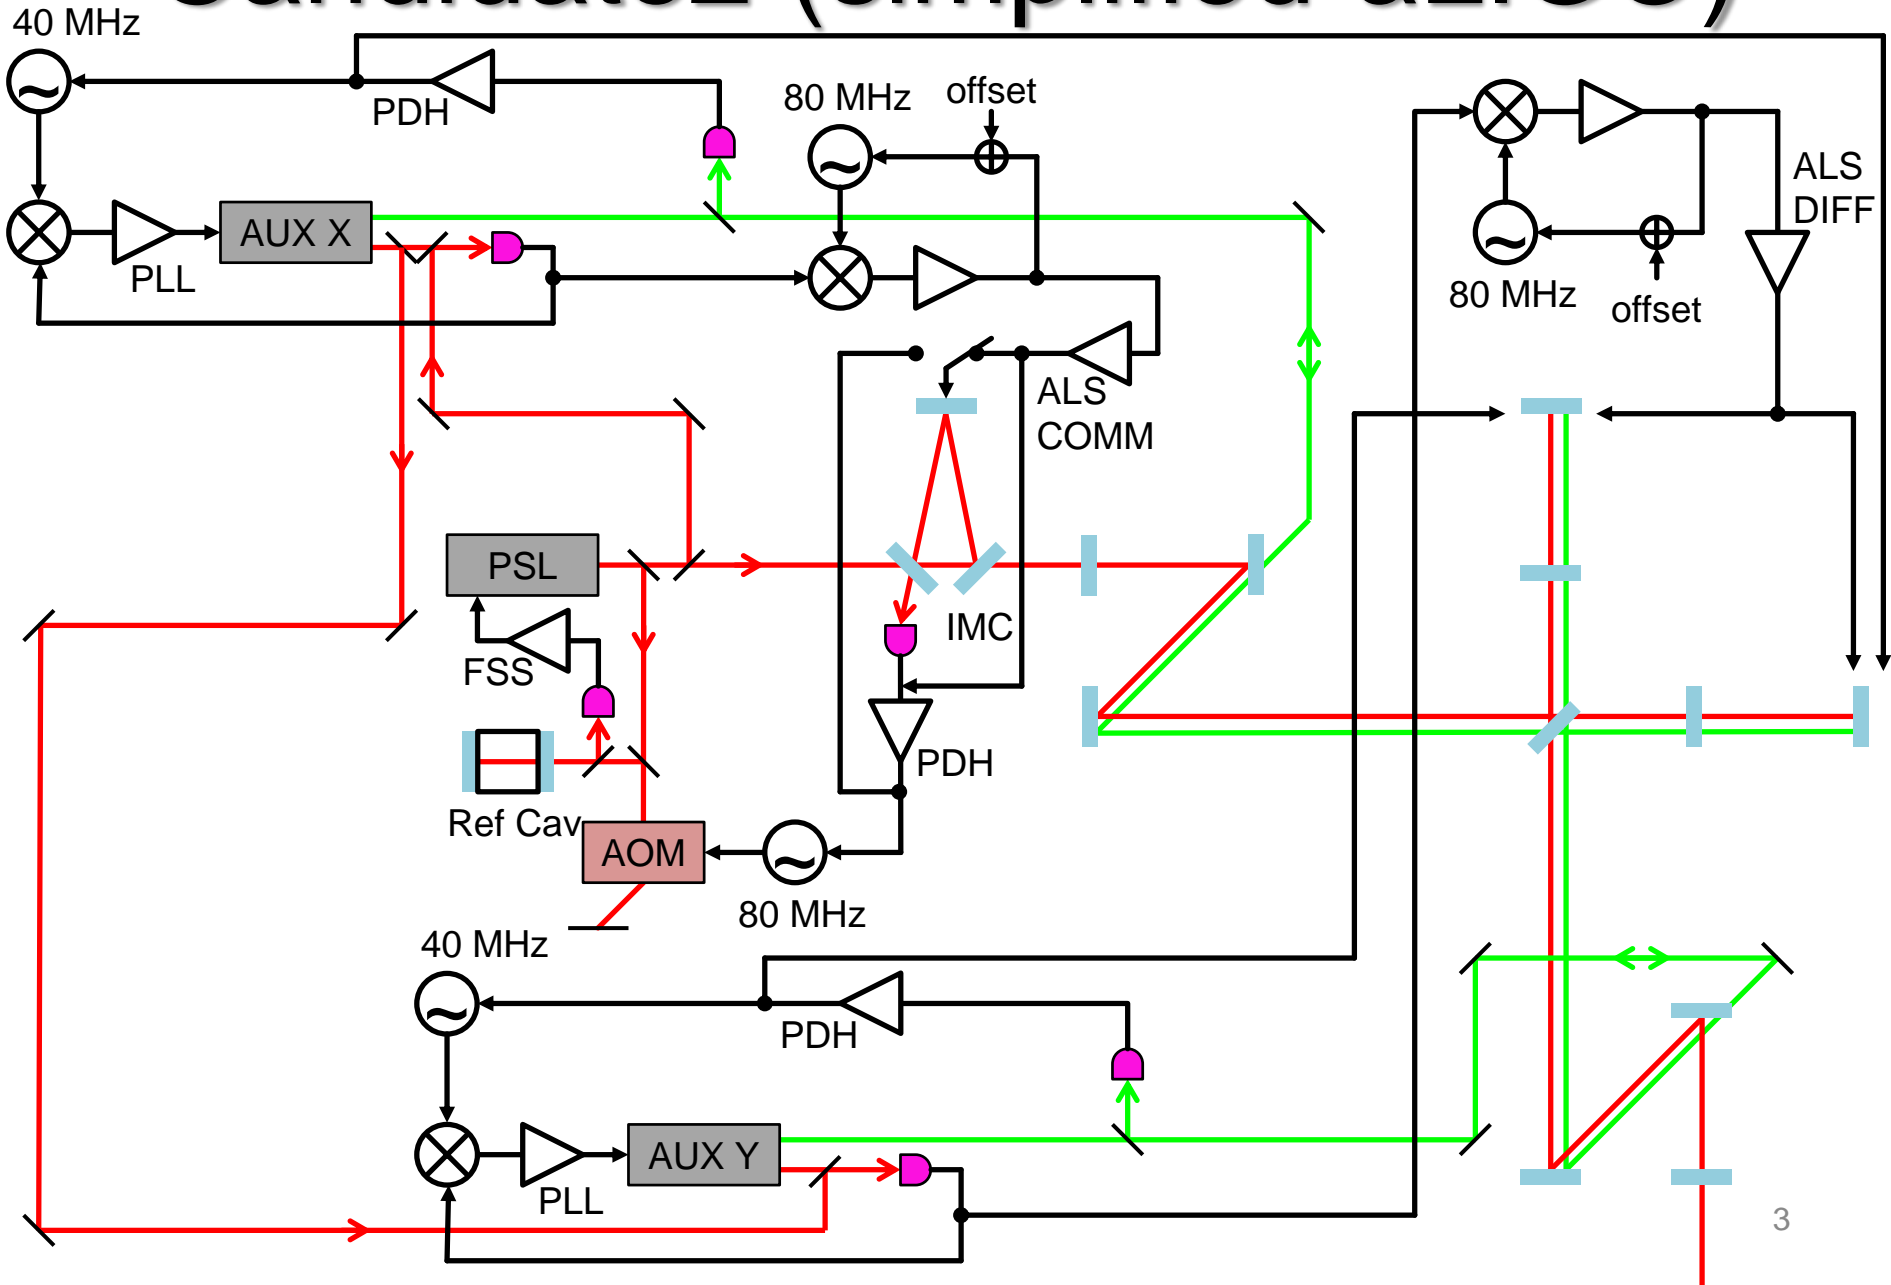 40 MHz
PDH
80 MHz
offset
AUX X
PLL
ALS
COMM
ALS
DIFF
80 MHz
offset
PSL
FSS
IMC
PDH
Ref Cav
AOM
80 MHz
40 MHz
PDH
AUX Y
PLL
3